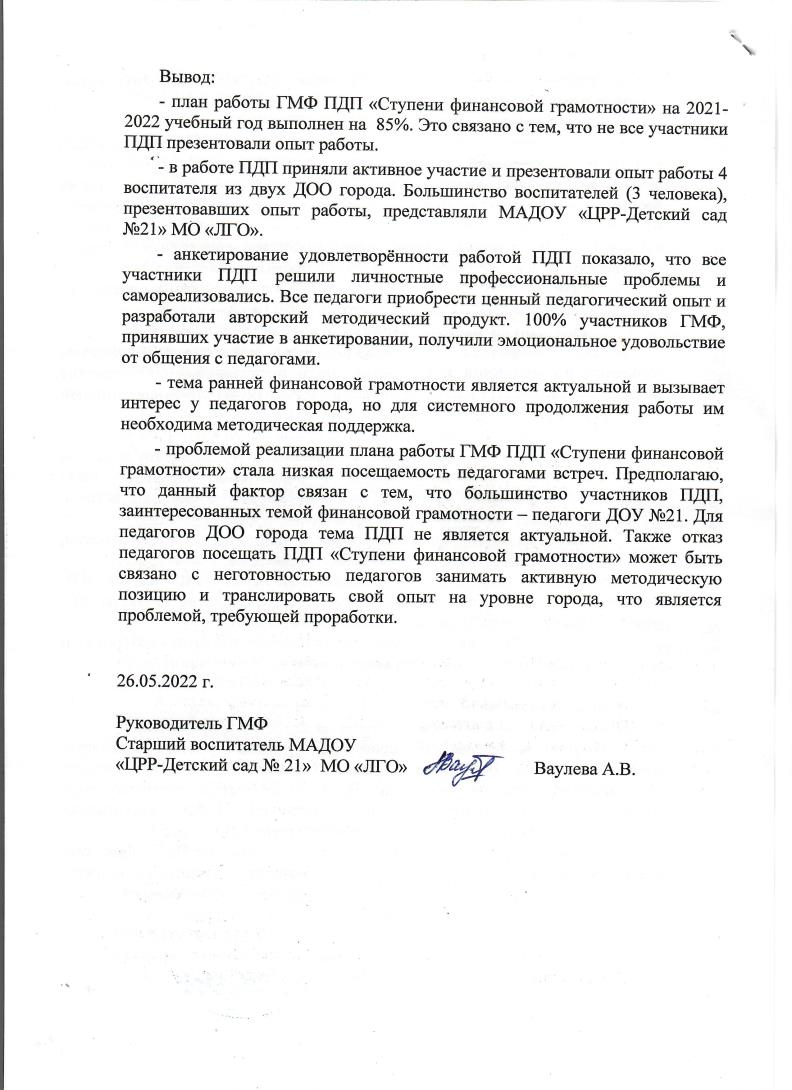 Вывод:
- план работы ГМФ ПДП «Ступени финансовой грамотности» на 2021-
2022 учебный год выполнен на 85%. Это связано с тем, что не все участники
ПДП презентовали опыт работы.
- в работе ПДП приняли активное участие и презентовали опыт работы 4
воспитателя из двух ДОО города. Большинство воспитателей (3 человека),
презентовавших опыт работы, представляли МАДОУ «ЦРР-Детский сад
№21» МО «ЛГО».
- анкетирование удовлетворённости работой ПДП показало, что все
участники ПДП решили личностные профессиональные проблемы и
самореализовались. Все педагоги приобрести ценный педагогический опыт и
разработали авторский методический продукт. 100% участников ГМФ,
принявших участие в анкетировании, получили эмоциональное удовольствие
от общения с педагогами.
- тема ранней финансовой грамотности является актуальной и вызывает
интерес у педагогов города, но для системного продолжения работы им
необходима методическая поддержка.
- проблемой реализации плана работы ГМФ ПДП «Ступени финансовой
грамотности» стала низкая посещаемость педагогами встреч. Предполагаю,
что данный фактор связан с тем, что большинство участников ПДП,
заинтересованных темой финансовой грамотности – педагоги ДОУ №21. Для
педагогов ДОО города тема ПДП не является актуальной. Также отказ
педагогов посещать ПДП «Ступени финансовой грамотности» может быть
связано с неготовностью педагогов занимать активную методическую
позицию и транслировать свой опыт на уровне города, что является
проблемой, требующей проработки.
26.05.2022 г.
Руководитель ГМФ
Старший воспитатель МАДОУ
«ЦРР-Детский сад № 21» МО «ЛГО» Ваулева А.В.